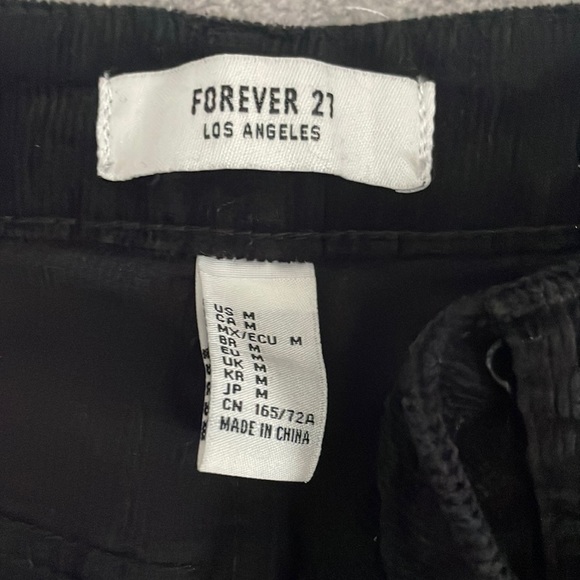 FOREVER 21
LOS ANGELES
US M
CA M
MX/ECU M
BR M
EU M
UK M
KR M
JP M
CN 165/72A
MADE IN CHINA